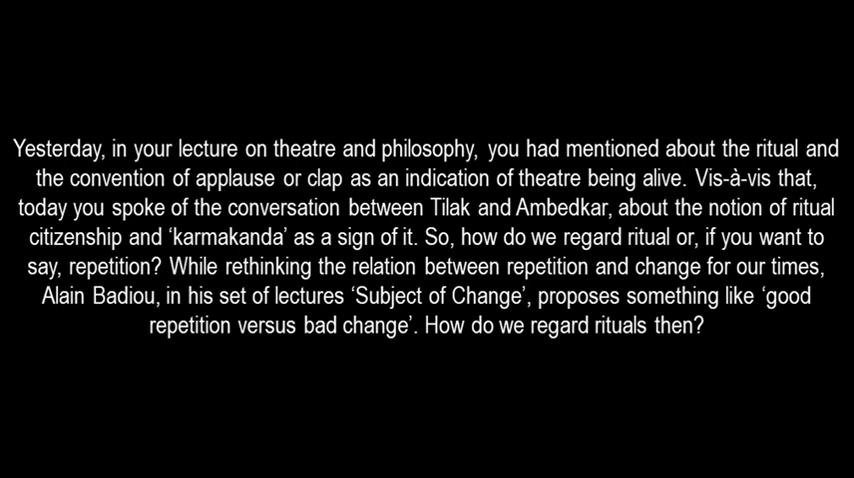 Yesterday, in your lecture on theatre and philosophy, you had mentioned about the ritual and
the convention of applause or clap as an indication of theatre being alive. Vis-à-vis that,
today you spoke of the conversation between Tilak and Ambedkar, about the notion of ritual
citizenship and ‘karmakanda’ as a sign of it. So, how do we regard ritual or, if you want to
say, repetition? While rethinking the relation between repetition and change for our times,
Alain Badiou, in his set of lectures ‘Subject of Change’, proposes something like ‘good
repetition versus bad change’. How do we regard rituals then?